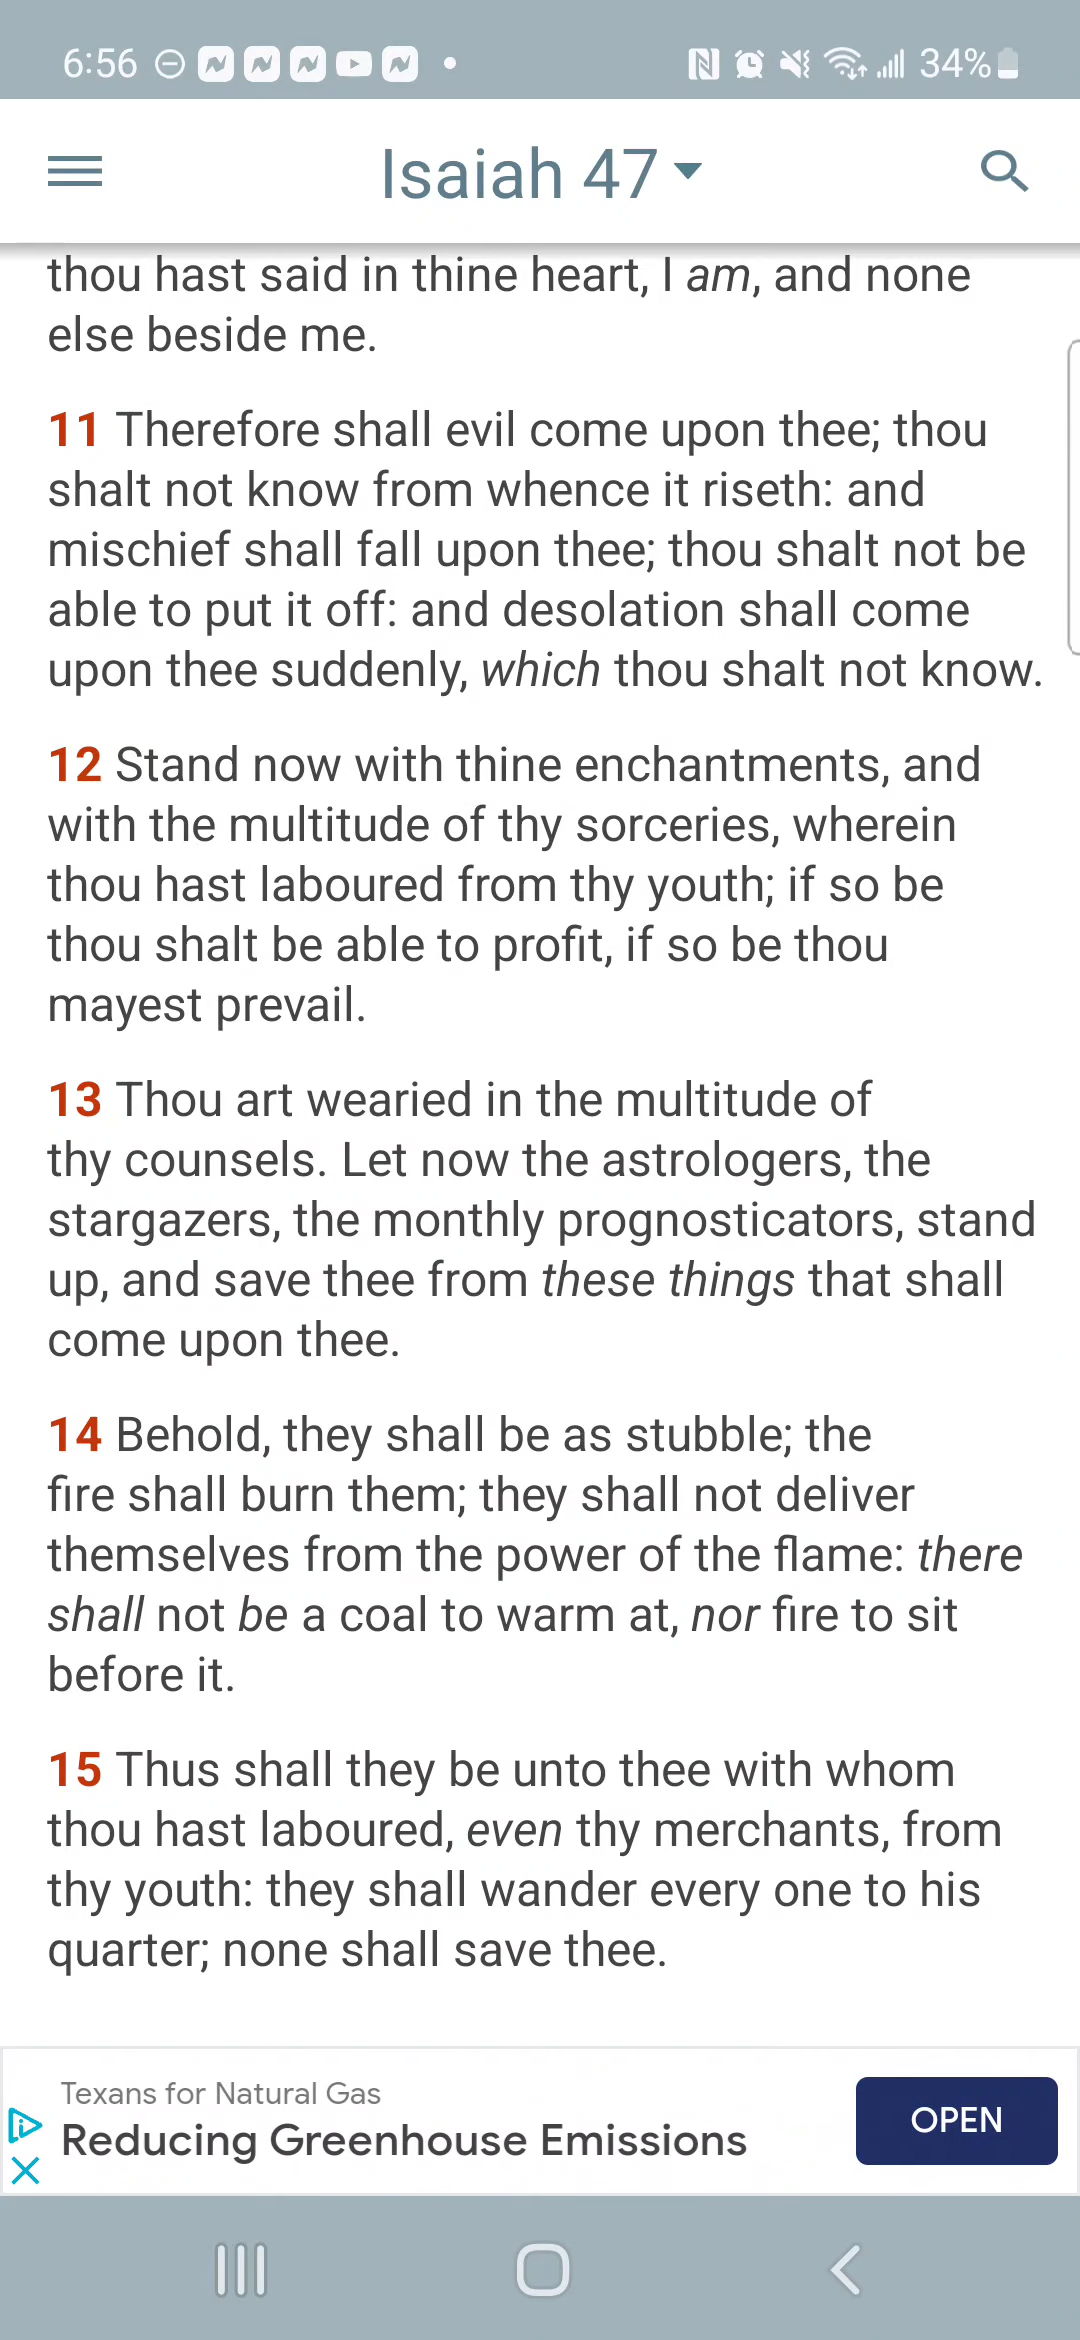 6:56
34%
Isaiah 47
thou hast said in thine heart, I am, and none
else beside me.
11 Therefore shall evil come upon thee; thou
shalt not know from whence it riseth: and
mischief shall fall upon thee; thou shalt not be
able to put it off: and desolation shall come
upon thee suddenly, which thou shalt not know.
12 Stand now with thine enchantments, and
with the multitude of thy sorceries, wherein
thou hast laboured from thy youth; if so be
thou shalt be able to profit, if so be thou
mayest prevail.
13 Thou art wearied in the multitude of
thy counsels. Let now the astrologers, the
stargazers, the monthly prognosticators, stand
up, and save thee from these things that shall
come upon thee.
14 Behold, they shall be as stubble; the
fire shall burn them; they shall not deliver
themselves from the power of the flame: there
shall not be a coal to warm at, nor fire to sit
before it.
15 Thus shall they be unto thee with whom
thou hast laboured, even thy merchants, from
thy youth: they shall wander every one to his
quarter; none shall save thee.
Texans for Natural Gas
Reducing Greenhouse Emissions
OPEN